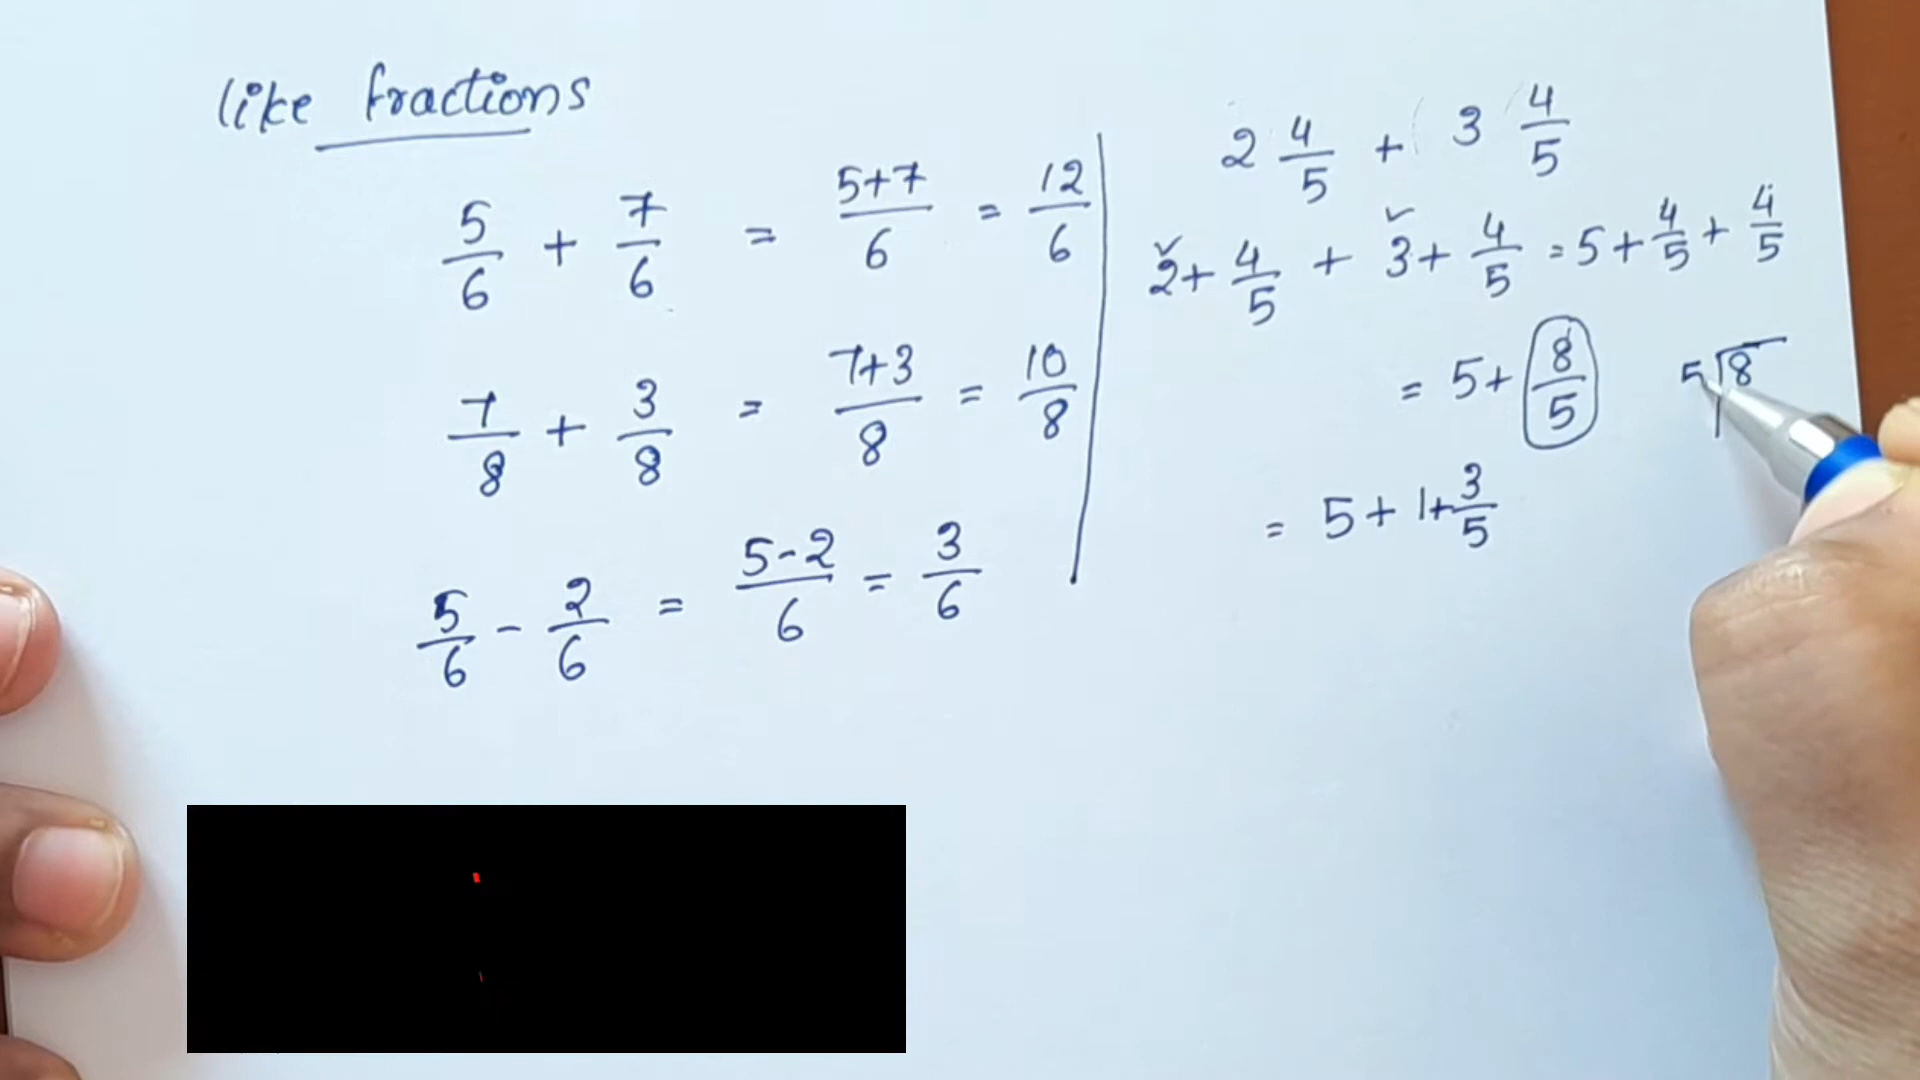 like fractions
5/6 + 7/6 = 5+7/6 = 12/6
7/8 + 3/8 = 7+3/8 = 10/8
5/6 - 2/6 = 5-2/6 = 3/6
2 4/5 + 3 4/5
2+ 4/5 + 3+ 4/5 = 5+ 4/5 + 4/5
= 5+ 8/5
5 8
= 5+ 1+ 3/5